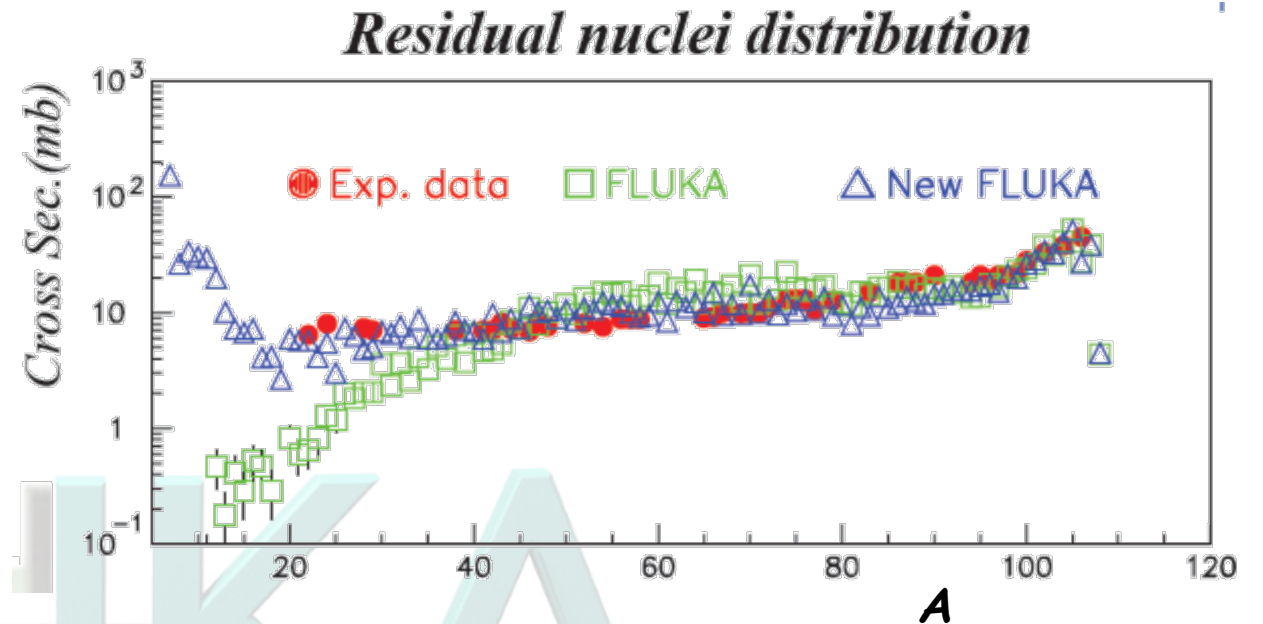 Residual nuclei distribution
Cross Sec.(mb)
10³
10²
10
1
10⁻¹
Exp. data FLUKA New FLUKA
20 40 60 80 100 120
A